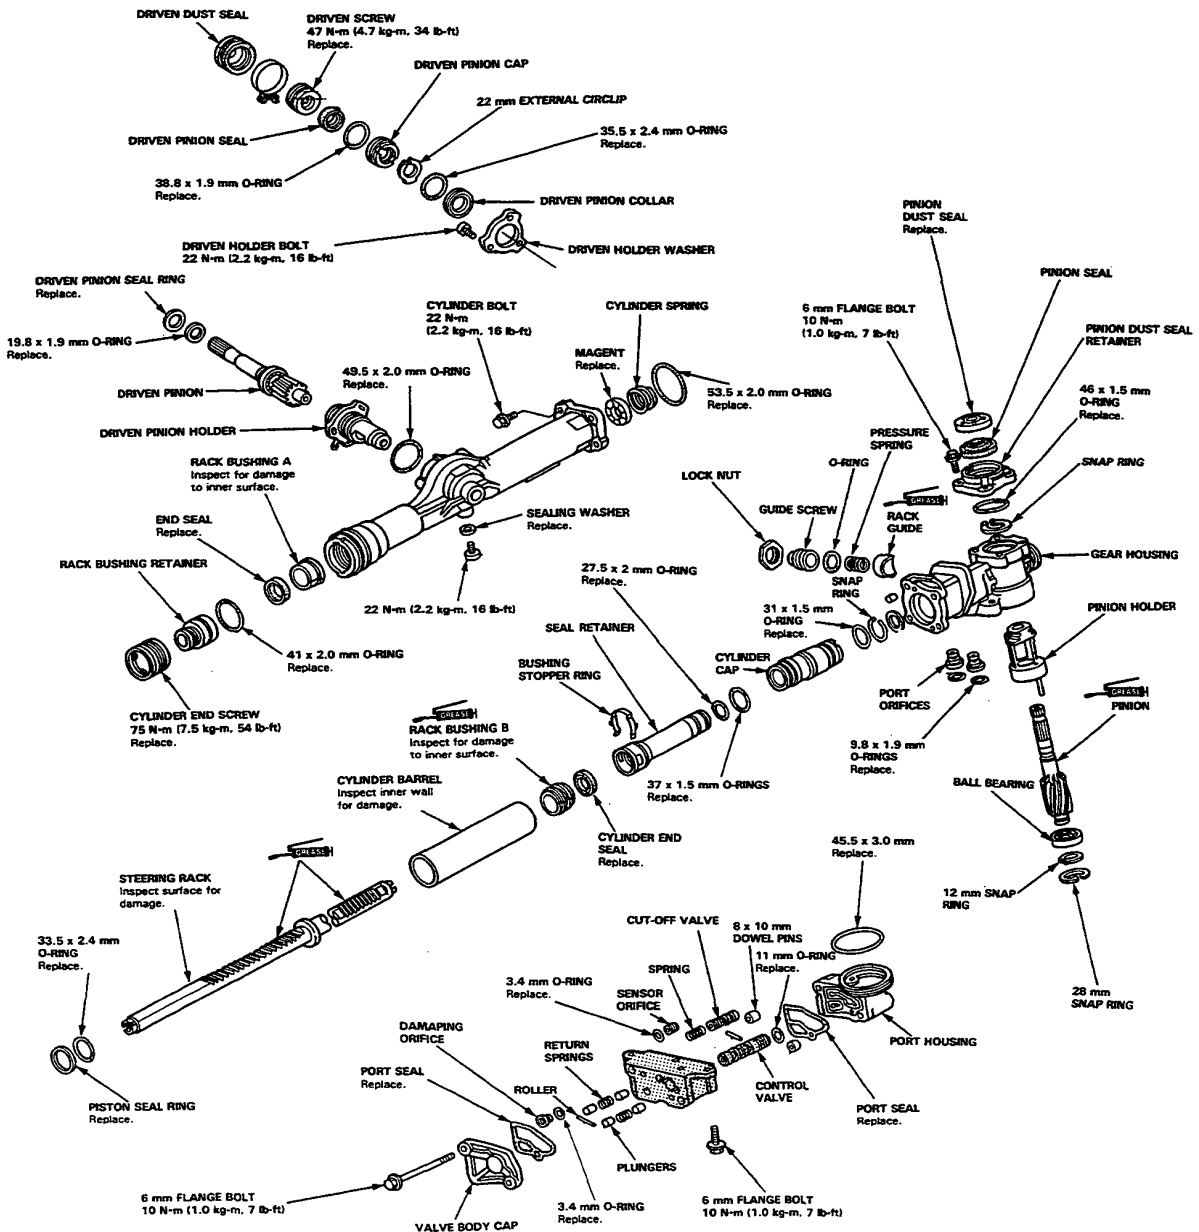 DRIVEN DUST SEAL
DRIVEN SCREW
47 N-m (4.7 kg-m, 34 lb-ft)
Replace.
DRIVEN PINION CAP
22 mm EXTERNAL CIRCLIP
35.5 x 2.4 mm O-RING
Replace.
DRIVEN PINION SEAL
38.8 x 1.9 mm O-RING
Replace.
DRIVEN PINION COLLAR
DRIVEN HOLDER BOLT
22 N-m (2.2 kg-m, 16 lb-ft)
DRIVEN HOLDER WASHER
PINION
DUST SEAL
Replace.
PINION SEAL
6 mm FLANGE BOLT
10 N-m
(1.0 kg-m, 7 lb-ft)
PINION DUST SEAL
RETAINER
46 x 1.5 mm
O-RING
Replace.
SNAP RING
DRIVEN PINION SEAL RING
Replace.
19.8 x 1.9 mm O-RING
Replace.
DRIVEN PINION
DRIVEN PINION HOLDER
CYLINDER BOLT
22 N-m
(2.2 kg-m, 16 lb-ft)
CYLINDER SPRING
MAGENT
Replace.
49.5 x 2.0 mm O-RING
Replace.
53.5 x 2.0 mm O-RING
Replace.
RACK BUSHING A
Inspect for damage
to inner surface.
END SEAL
Replace.
RACK BUSHING RETAINER
SEALING WASHER
Replace.
22 N-m (2.2 kg-m, 16 lb-ft)
41 x 2.0 mm O-RING
Replace.
CYLINDER END SCREW
75 N-m (7.5 kg-m, 54 lb-ft)
Replace.
PRESSURE
SPRING
O-RING
LOCK NUT
GUIDE SCREW
GREASE
RACK
GUIDE
GEAR HOUSING
SNAP
RING
27.5 x 2 mm O-RING
Replace.
31 x 1.5 mm
O-RING
Replace.
SEAL RETAINER
CYLINDER
CAP
PINION HOLDER
BUSHING
STOPPER RING
PORT
ORIFICES
GREASE
PINION
9.8 x 1.9 mm
O-RINGS
Replace.
BALL BEARING
GREASE
RACK BUSHING B
Inspect for damage
to inner surface.
37 x 1.5 mm O-RINGS
Replace.
CYLINDER BARREL
Inspect inner wall
for damage.
CYLINDER END
SEAL
Replace.
GREASE
STEERING RACK
Inspect surface for
damage.
45.5 x 3.0 mm
Replace.
12 mm SNAP
RING
28 mm
SNAP RING
33.5 x 2.4 mm
O-RING
Replace.
CUT-OFF VALVE
8 x 10 mm
DOWEL PINS
11 mm O-RING
Replace.
SPRING
3.4 mm O-RING
Replace.
SENSOR
ORIFICE
DAMAPING
ORIFICE
RETURN
SPRINGS
PORT SEAL
Replace.
ROLLER
PORT HOUSING
CONTROL
VALVE
PORT SEAL
Replace.
PISTON SEAL RING
Replace.
PLUNGERS
6 mm FLANGE BOLT
10 N-m (1.0 kg-m, 7 lb-ft)
VALVE BODY CAP
3.4 mm O-RING
Replace.
6 mm FLANGE BOLT
10 N-m (1.0 kg-m, 7 lb-ft)